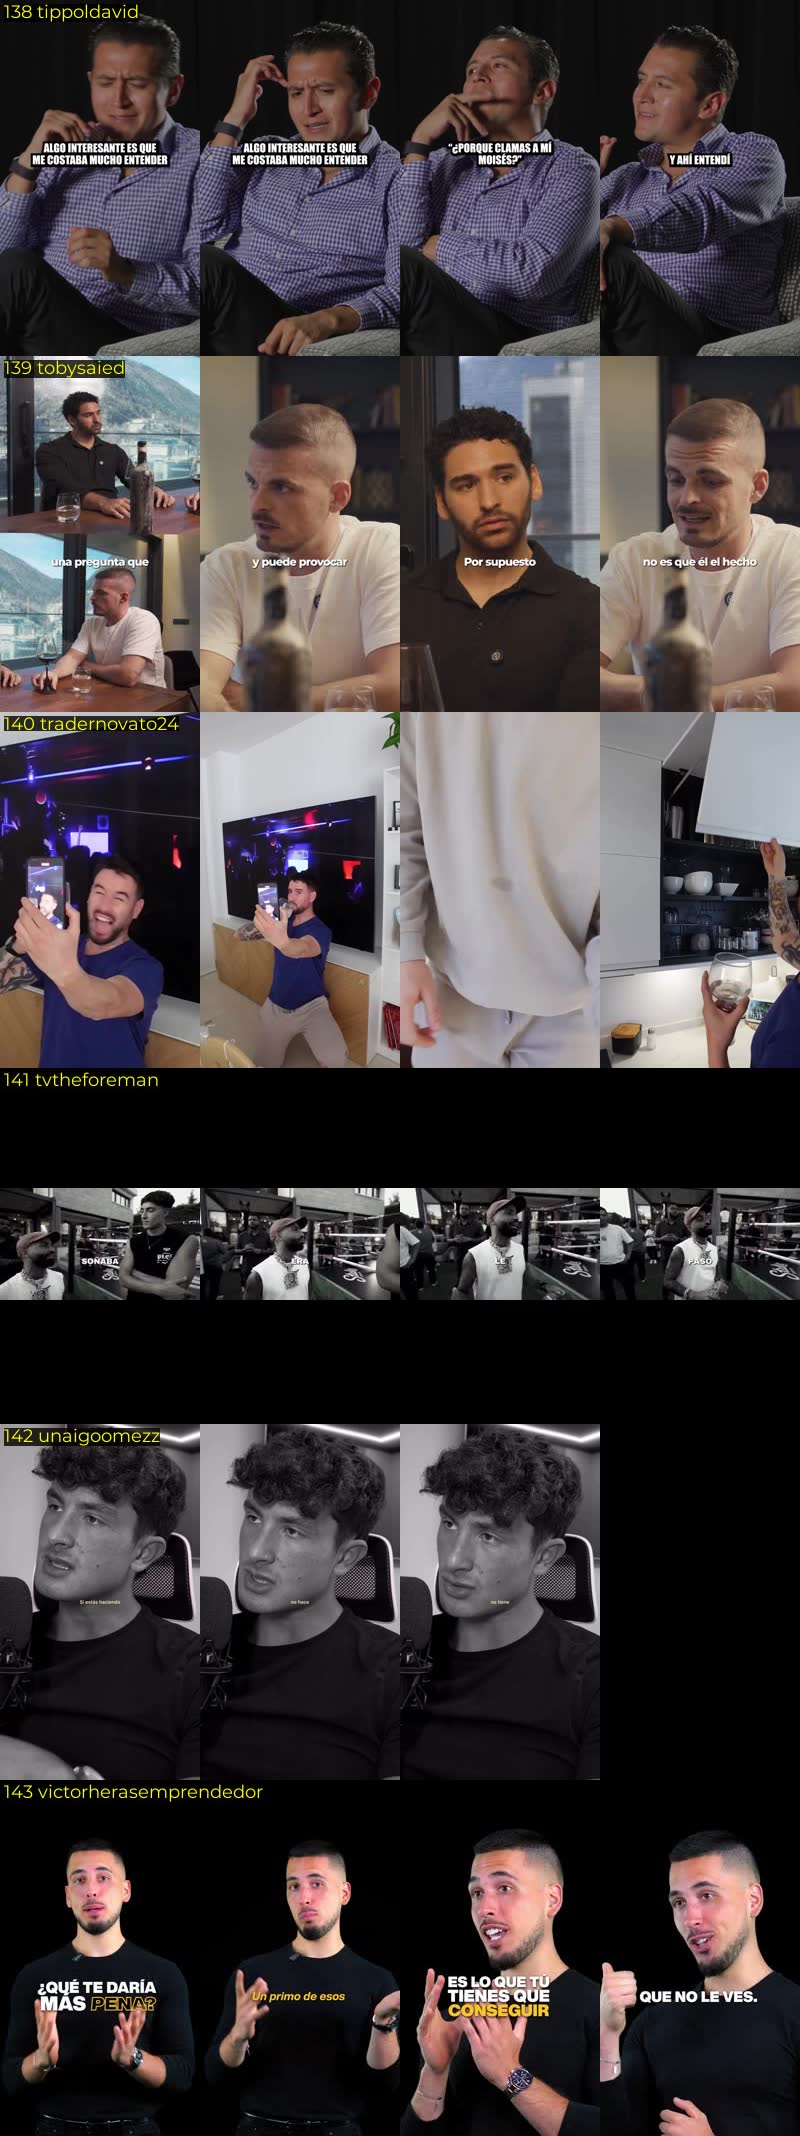 138 tippoldavid
ALGO INTERESANTE ES QUE
ME COSTABA MUCHO ENTENDER
ALGO INTERESANTE ES QUE
ME COSTABA MUCHO ENTENDER
"¿PORQUE CLAMAS A MÍ
MOISÉS?"
Y AHÍ ENTENDÍ
139 tobysaied
una pregunta que
y puede provocar
Por supuesto
no es que él el hecho
140 tradernovato24
141 tvtheforeman
SOÑABA
ERA
LE
PASÓ
142 unaigoomezz
Si estás haciendo
no hace
no tiene
143 victorherasemprendedor
¿QUÉ TE DARÍA
MÁS PENA?
Un primo de esos
ES LO QUE TÚ
TIENES QUE
CONSEGUIR
QUE NO LE VES.